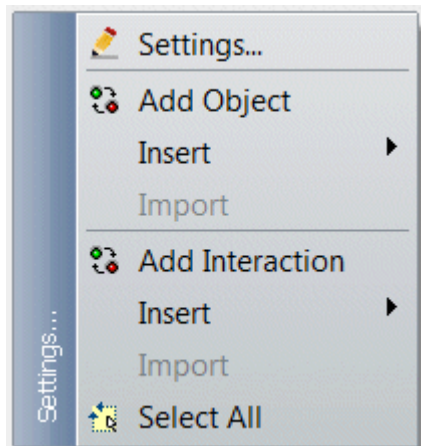 Settings...
Add Object
Insert
Import
Add Interaction
Insert
Import
Select All
Settings...